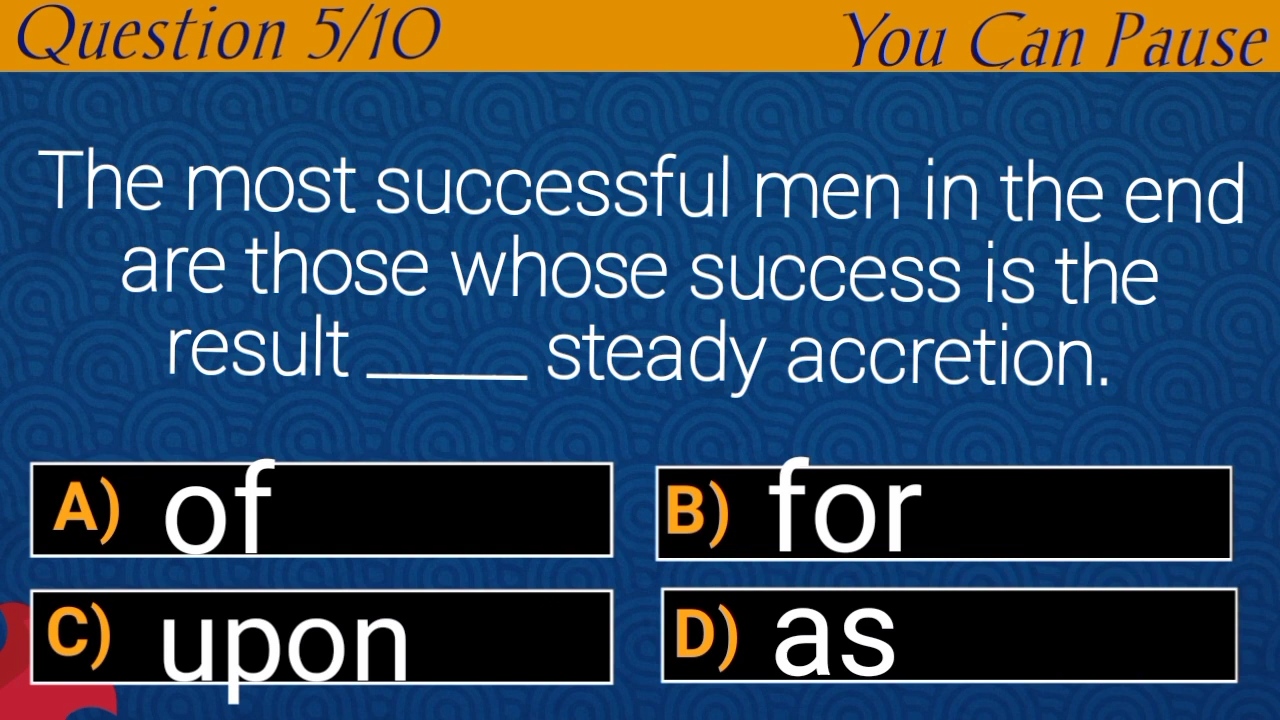 Question 5/10
You Can Pause
The most successful men in the end
are those whose success is the
result _____ steady accretion.
A) of
B) for
C) upon
D) as